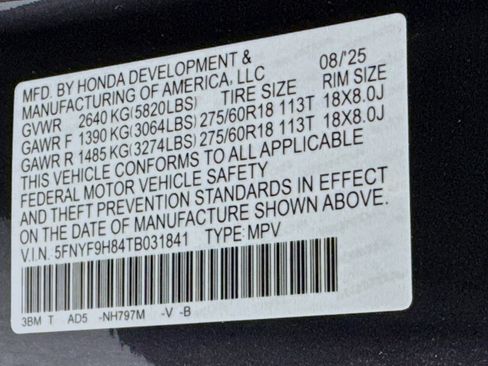 MFD. BY HONDA DEVELOPMENT & 08/'25
MANUFACTURING OF AMERICA, LLC
GVWR 2640 KG(5820LBS) TIRE SIZE RIM SIZE
GAWR F 1390 KG(3064LBS) 275/60R18 113T 18X8.0J
GAWR R 1485 KG(3274LBS) 275/60R18 113T 18X8.0J
THIS VEHICLE CONFORMS TO ALL APPLICABLE
FEDERAL MOTOR VEHICLE SAFETY
AND THEFT PREVENTION STANDARDS IN EFFECT
ON THE DATE OF MANUFACTURE SHOWN ABOVE.
V.I.N. 5FNYF9H84TB031841 TYPE: MPV
3BM T AD5 -NH797M -V -B